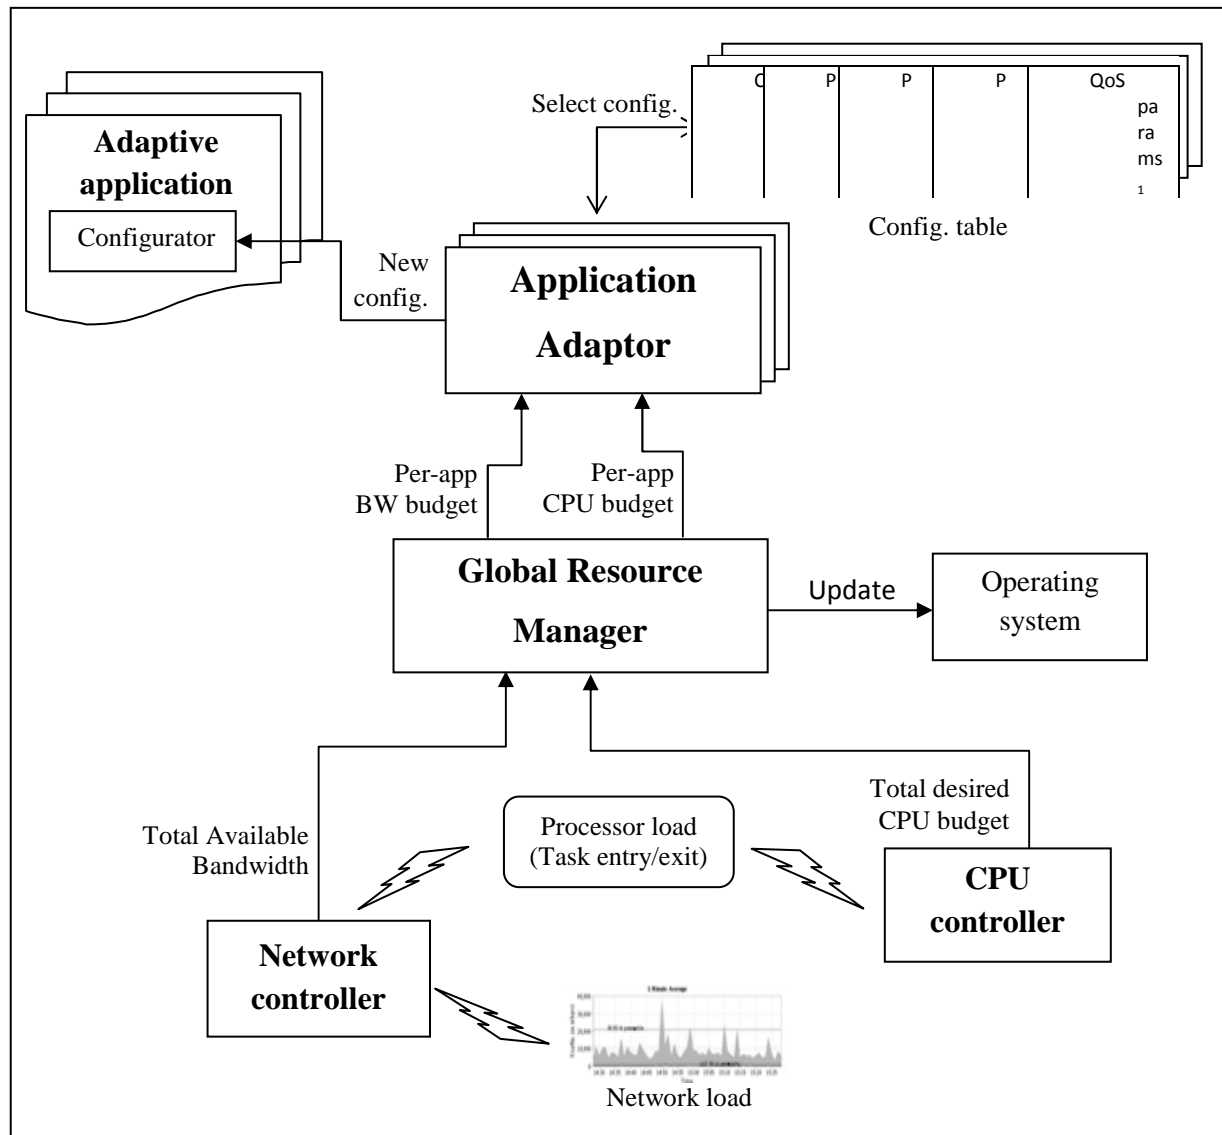 C P P P QoS
pa
ra
ms
1
Select config.
Config. table
Adaptive
application
Configurator
New
config.
Application
Adaptor
Per-app
BW budget
Per-app
CPU budget
Global Resource
Manager
Update
Operating
system
Total Available
Bandwidth
Processor load
(Task entry/exit)
Total desired
CPU budget
CPU
controller
Network
controller
Network load